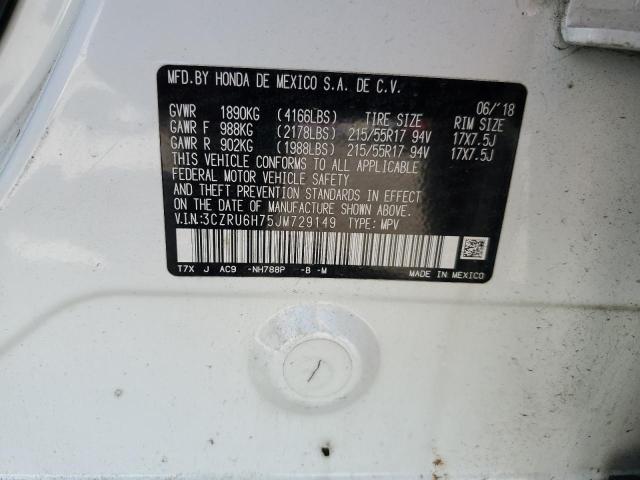 MFD.BY HONDA DE MEXICO S.A. DE C.V.
06/'18
GVWR 1890KG (4166LBS) TIRE SIZE RIM SIZE
GAWR F 988KG (2178LBS) 215/55R17 94V 17X7.5J
GAWR R 902KG (1988LBS) 215/55R17 94V 17X7.5J
THIS VEHICLE CONFORMS TO ALL APPLICABLE
FEDERAL MOTOR VEHICLE SAFETY
AND THEFT PREVENTION STANDARDS IN EFFECT ON
THE DATE OF MANUFACTURE SHOWN ABOVE.
V.I.N.:3CZRU6H75JM729149 TYPE: MPV
T7X J AC9 -NH788P -B -M
MADE IN MEXICO